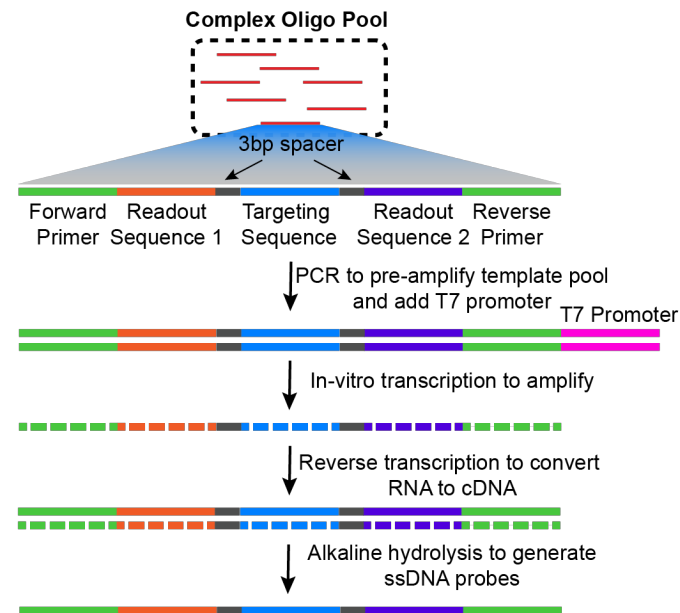 Complex Oligo Pool
3bp spacer
Forward Primer
Readout Sequence 1
Targeting Sequence
Readout Sequence 2
Reverse Primer
PCR to pre-amplify template pool
and add T7 promoter
T7 Promoter
In-vitro transcription to amplify
Reverse transcription to convert
RNA to cDNA
Alkaline hydrolysis to generate
ssDNA probes